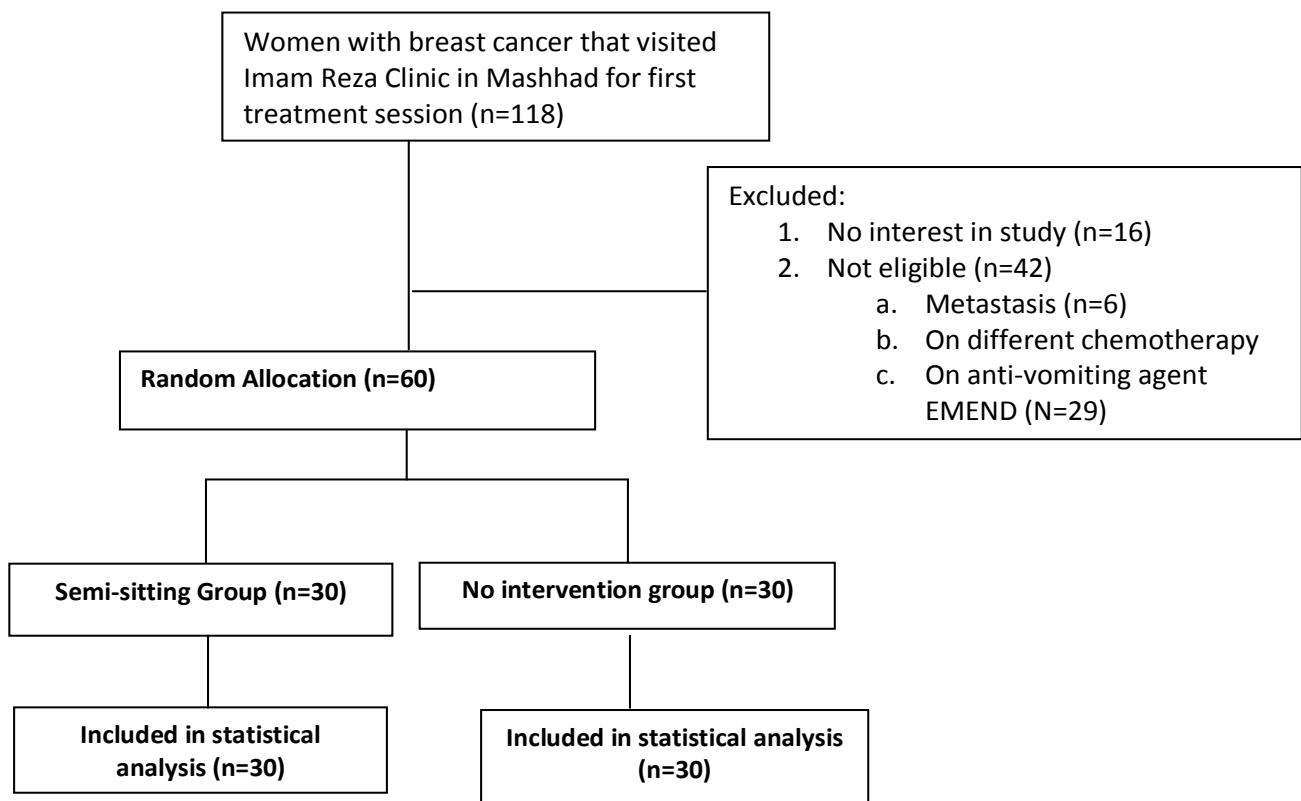 Women with breast cancer that visited
Imam Reza Clinic in Mashhad for first
treatment session (n=118)
Excluded:
1. No interest in study (n=16)
2. Not eligible (n=42)
a. Metastasis (n=6)
b. On different chemotherapy
c. On anti-vomiting agent
EMEND (N=29)
Random Allocation (n=60)
Semi-sitting Group (n=30)
No intervention group (n=30)
Included in statistical
analysis (n=30)
Included in statistical analysis
(n=30)